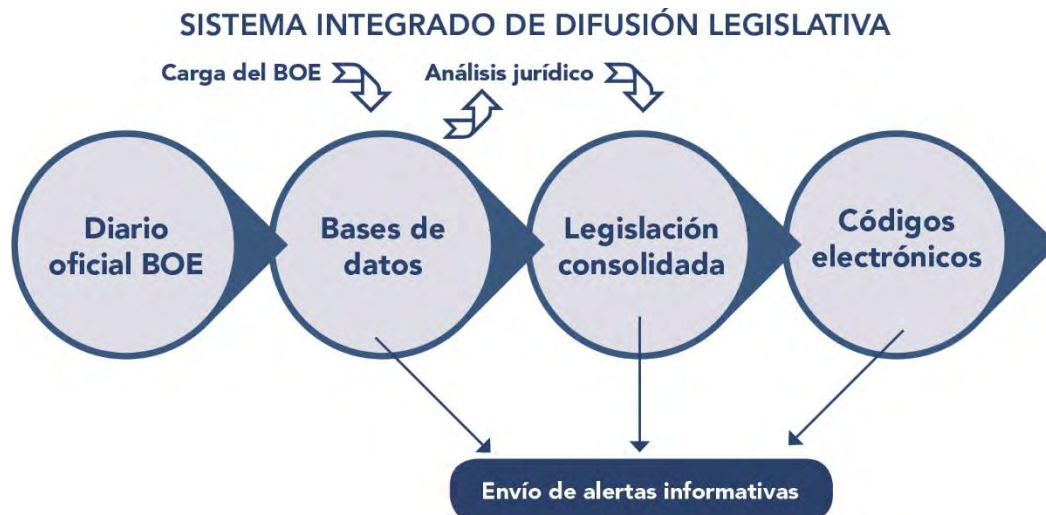 SISTEMA INTEGRADO DE DIFUSIÓN LEGISLATIVA
Carga del BOE
Análisis jurídico
Diario
oficial BOE
Bases de
datos
Legislación
consolidada
Códigos
electrónicos
Envío de alertas informativas